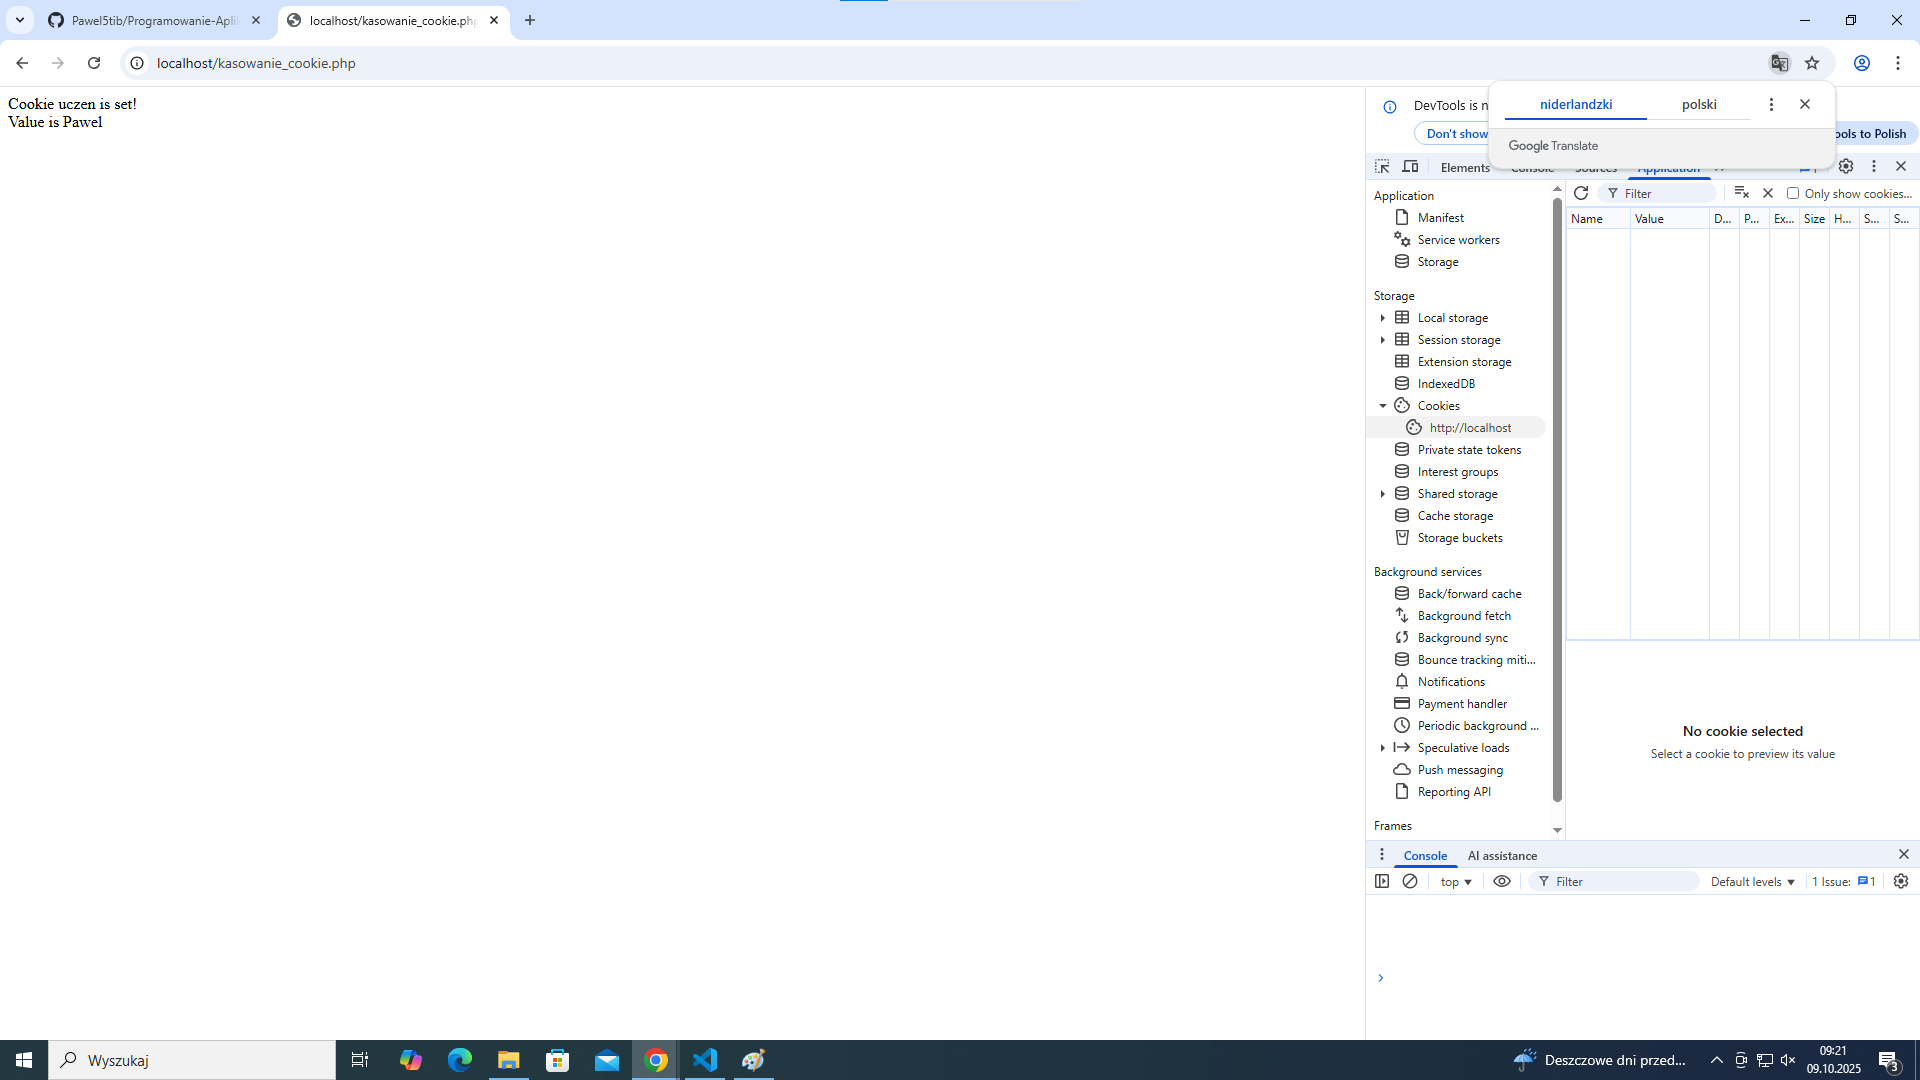 Pawel5tib/Programowanie-Aplik
localhost/kasowanie_cookie.php
localhost/kasowanie_cookie.php
Cookie uczen is set!
Value is Pawel
niderlandzki
polski
Google Translate
DevTools is n
Don't show
ools to Polish
Elements
Console
Sources
Application
Application
Manifest
Service workers
Storage
Storage
Local storage
Session storage
Extension storage
IndexedDB
Cookies
http://localhost
Private state tokens
Interest groups
Shared storage
Cache storage
Storage buckets
Background services
Back/forward cache
Background fetch
Background sync
Bounce tracking miti...
Notifications
Payment handler
Periodic background ...
Speculative loads
Push messaging
Reporting API
Frames
Filter
Only show cookies...
Name Value D... P... Ex... Size H... S... S...
No cookie selected
Select a cookie to preview its value
Console AI assistance
top Filter Default levels 1 Issue: 1
Wyszukaj
Deszczowe dni przed...
09:21
09.10.2025
3